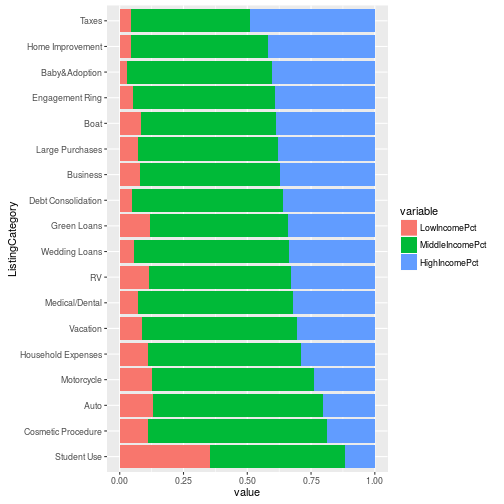 Taxes
Home Improvement
Baby&Adoption
Engagement Ring
Boat
Large Purchases
Business
Debt Consolidation
Green Loans
Wedding Loans
RV
Medical/Dental
Vacation
Household Expenses
Motorcycle
Auto
Cosmetic Procedure
Student Use
ListingCategory
0.00 0.25 0.50 0.75 1.00
value
variable
LowIncomePct
MiddleIncomePct
HighIncomePct